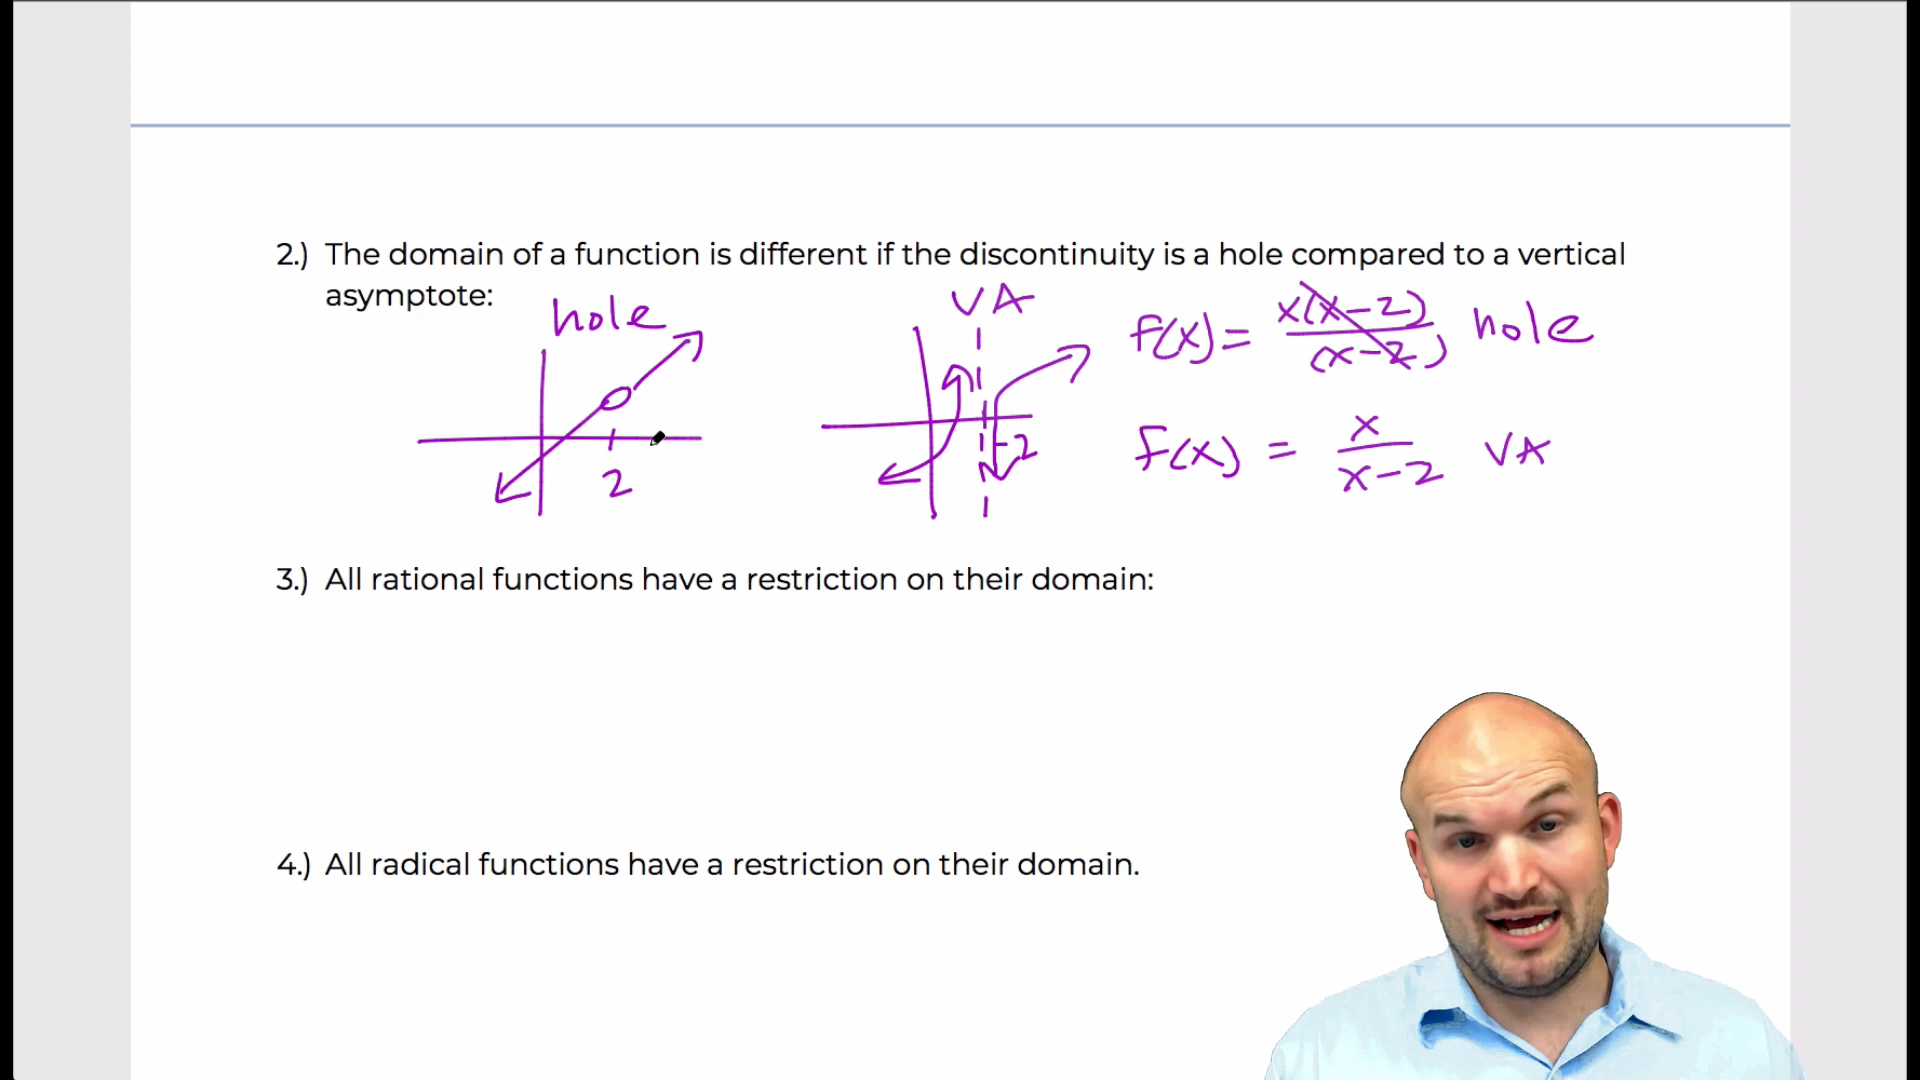 2.) The domain of a function is different if the discontinuity is a hole compared to a vertical
asymptote:
hole
2
VA
2
f(x) = x(x-2) / (x-2) hole
f(x) = x / x-2 VA
3.) All rational functions have a restriction on their domain:
4.) All radical functions have a restriction on their domain.